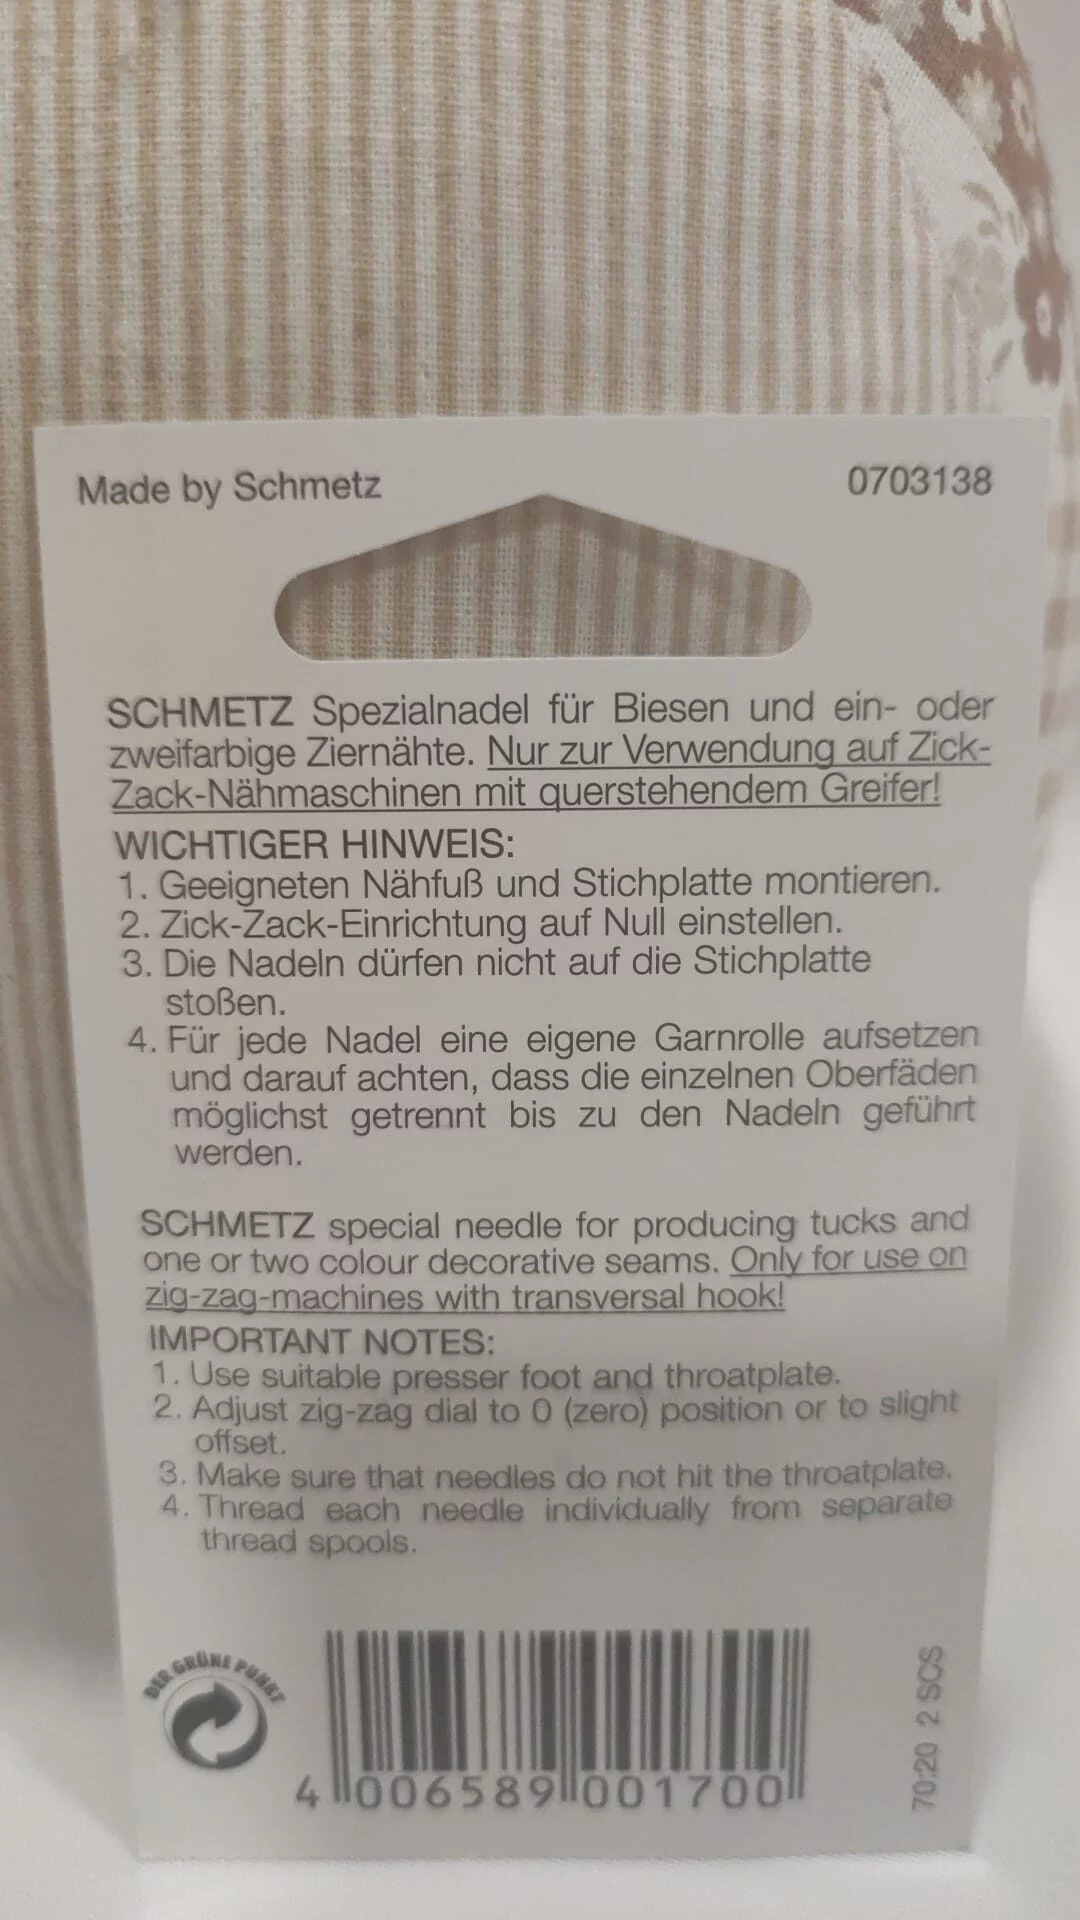 Made by Schmetz
0703138
SCHMETZ Spezialnadel für Biesen und ein- oder
zweifarbige Ziernähte. Nur zur Verwendung auf Zick-
Zack-Nähmaschinen mit querstehendem Greifer!
WICHTIGER HINWEIS:
1. Geeigneten Nähfuß und Stichplatte montieren.
2. Zick-Zack-Einrichtung auf Null einstellen.
3. Die Nadeln dürfen nicht auf die Stichplatte
stoßen.
4. Für jede Nadel eine eigene Garnrolle aufsetzen
und darauf achten, dass die einzelnen Oberfäden
möglichst getrennt bis zu den Nadeln geführt
werden.
SCHMETZ special needle for producing tucks and
one or two colour decorative seams. Only for use on
zig-zag-machines with transversal hook!
IMPORTANT NOTES:
1. Use suitable presser foot and throatplate.
2. Adjust zig-zag dial to 0 (zero) position or to slight
offset.
3. Make sure that needles do not hit the throatplate.
4. Thread each needle individually from separate
thread spools.
DER GRÜNE PUNKT
4 006589 001700
70:20 2 SCS